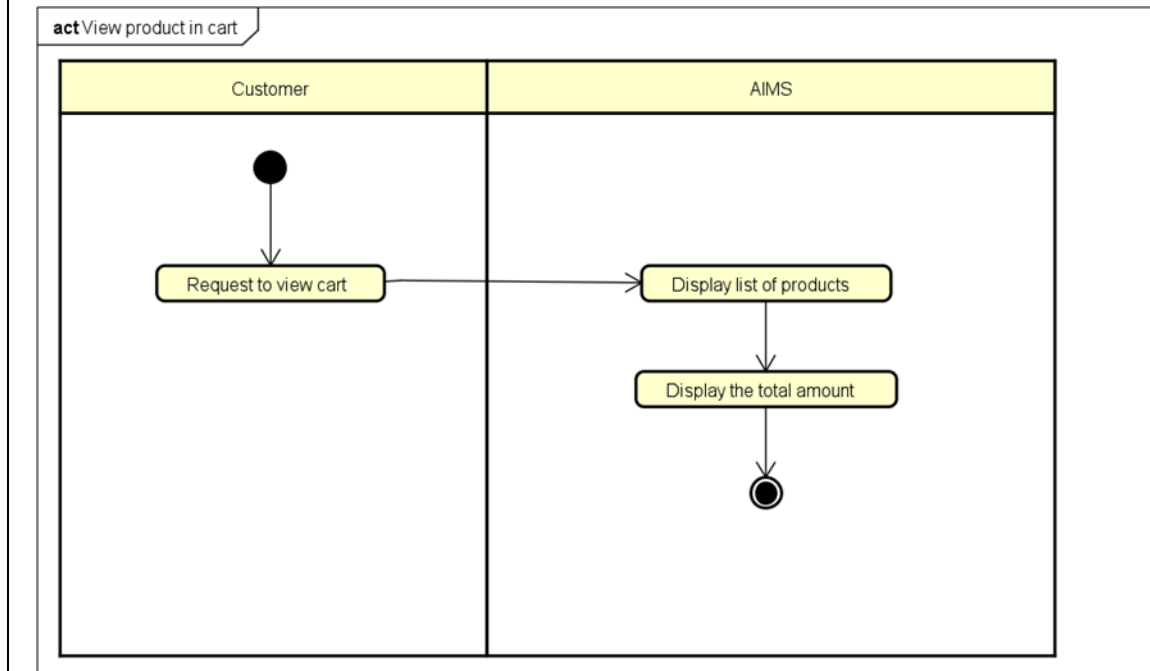 act View product in cart
Customer
AIMS
Request to view cart
Display list of products
Display the total amount